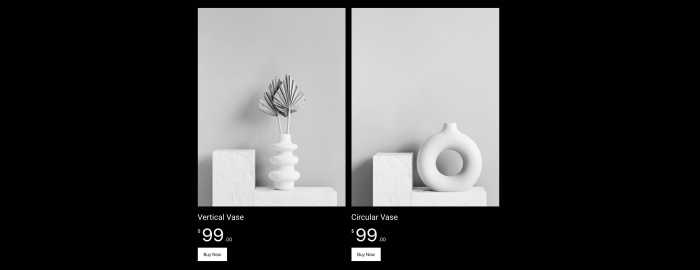 Vertical Vase
$ 99 .00
Buy Now
Circular Vase
$ 99 .00
Buy Now